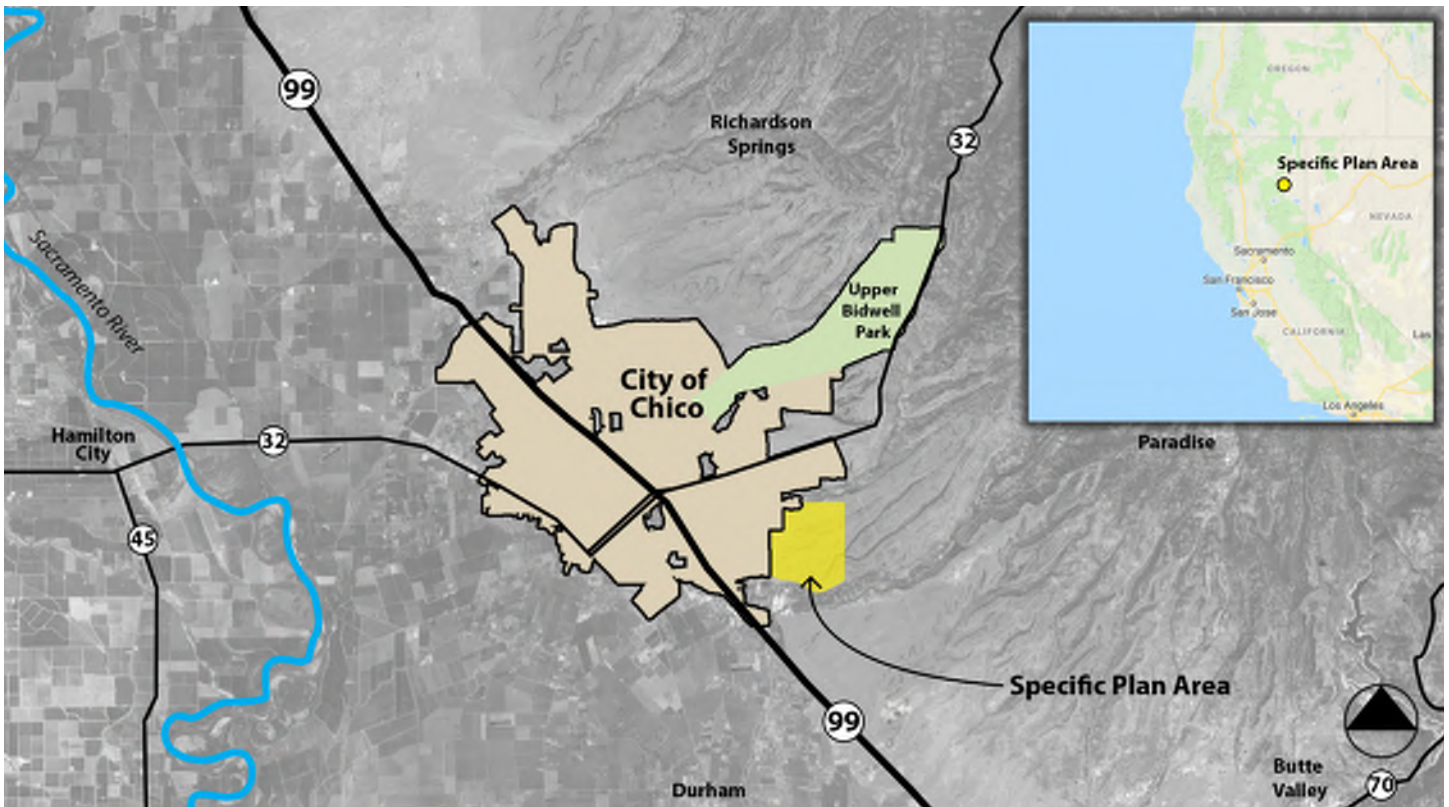 99
Richardson
Springs
32
Sacramento River
Upper
Bidwell
Park
City of
Chico
Hamilton
City
32
45
Specific Plan Area
99
Durham
Butte
Valley
70
Paradise
OREGON
Specific Plan Area
NEVADA
Sacramento
San Francisco
San Jose
CALIFORNIA
Las
Los Angeles